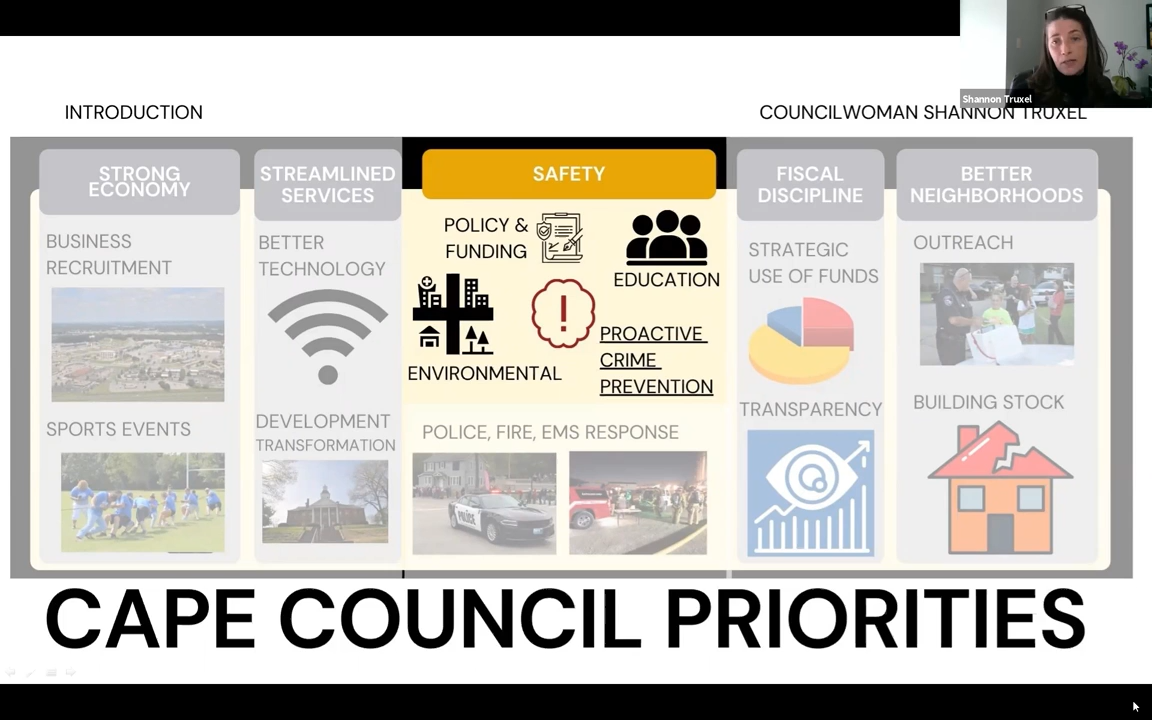 Shannon Truxel
INTRODUCTION
COUNCILWOMAN SHANNON TRUXEL
STRONG
ECONOMY
BUSINESS
RECRUITMENT
SPORTS EVENTS
STREAMLINED
SERVICES
BETTER
TECHNOLOGY
DEVELOPMENT
TRANSFORMATION
SAFETY
POLICY &
FUNDING
EDUCATION
!
ENVIRONMENTAL
PROACTIVE
CRIME
PREVENTION
POLICE, FIRE, EMS RESPONSE
POLICE
FISCAL
DISCIPLINE
STRATEGIC
USE OF FUNDS
TRANSPARENCY
BETTER
NEIGHBORHOODS
OUTREACH
BUILDING STOCK
CAPE COUNCIL PRIORITIES